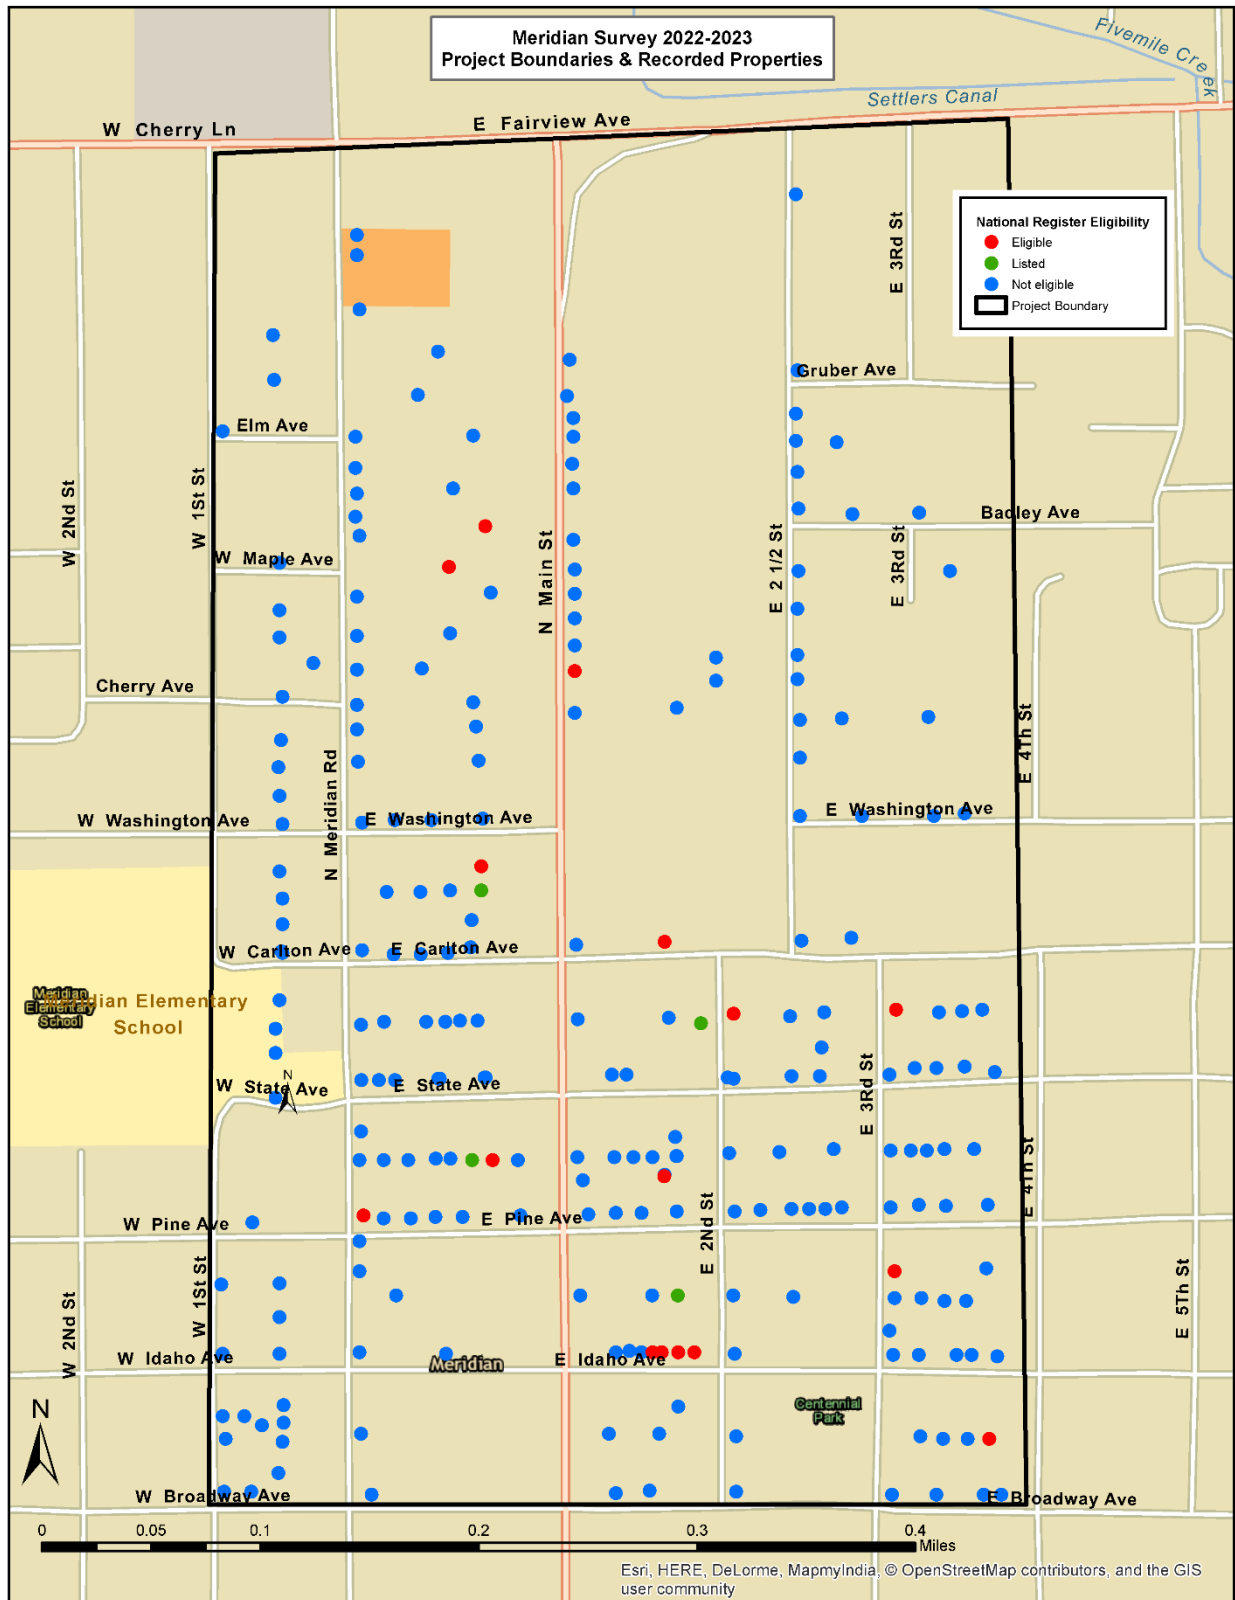 Meridian Survey 2022-2023
Project Boundaries & Recorded Properties
Fivemile Creek
Settlers Canal
W Cherry Ln
E Fairview Ave
National Register Eligibility
Eligible
Listed
Not eligible
Project Boundary
E 3Rd St
Gruber Ave
Elm Ave
W 2Nd St
W 1St St
N Main St
E 2 1/2 St
Badley Ave
E 3Rd St
W Maple Ave
Cherry Ave
N Meridian Rd
E 4Th St
W Washington Ave
E Washington Ave
E Washington Ave
W Carlton Ave
E Carlton Ave
Meridian
Elementary
School
Meridian Elementary
School
W State Ave
N
E State Ave
E 3Rd St
E 4Th St
W Pine Ave
E Pine Ave
E 2Nd St
W 2Nd St
W 1St St
E 5Th St
W Idaho Ave
Meridian
E Idaho Ave
Centennial
Park
N
W Broadway Ave
E Broadway Ave
0
0.05
0.1
0.2
0.3
0.4
Miles
Esri, HERE, DeLorme, MapmyIndia, © OpenStreetMap contributors, and the GIS
user community